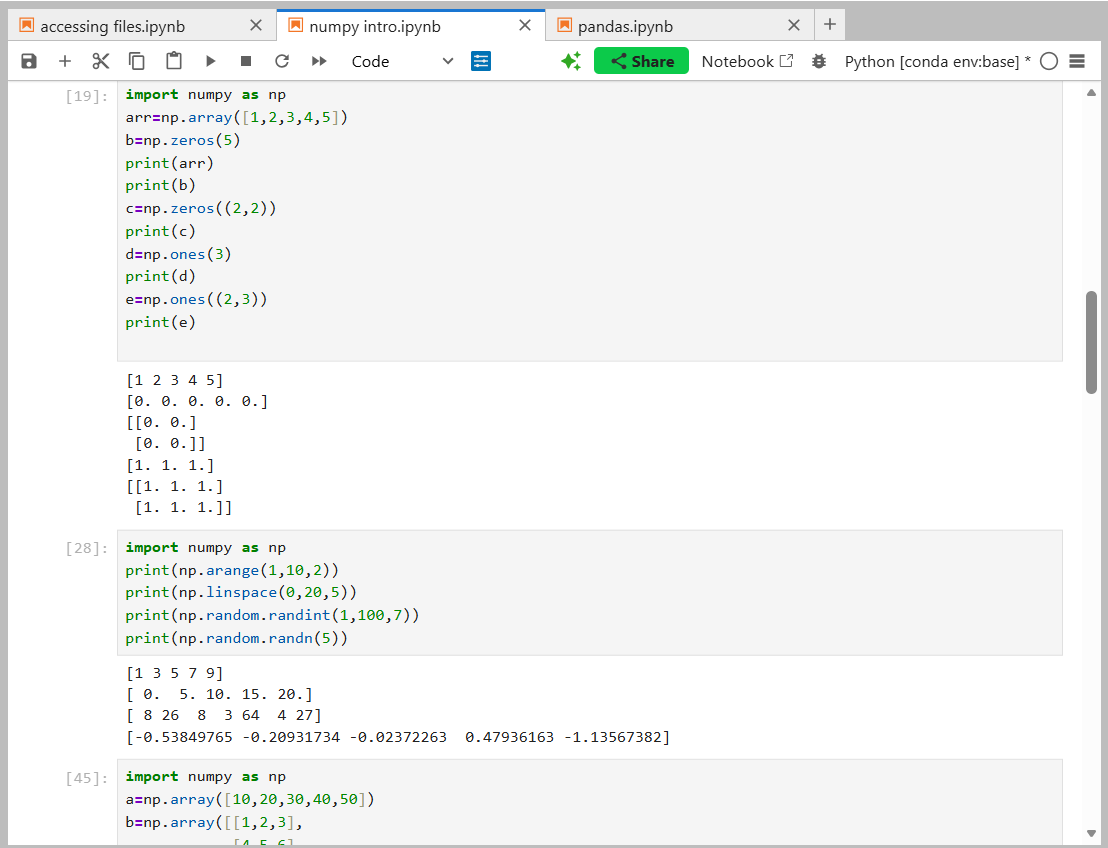 accessing files.ipynb
numpy intro.ipynb
pandas.ipynb
Code
Share
Notebook
Python [conda env:base] *
[19]:
import numpy as np
arr=np.array([1,2,3,4,5])
b=np.zeros(5)
print(arr)
print(b)
c=np.zeros((2,2))
print(c)
d=np.ones(3)
print(d)
e=np.ones((2,3))
print(e)
[1 2 3 4 5]
[0. 0. 0. 0. 0.]
[[0. 0.]
 [0. 0.]]
[1. 1. 1.]
[[1. 1. 1.]
 [1. 1. 1.]]
[28]:
import numpy as np
print(np.arange(1,10,2))
print(np.linspace(0,20,5))
print(np.random.randint(1,100,7))
print(np.random.randn(5))
[1 3 5 7 9]
[ 0.  5. 10. 15. 20.]
[ 8 26  8  3 64  4 27]
[-0.53849765 -0.20931734 -0.02372263  0.47936163 -1.13567382]
[45]:
import numpy as np
a=np.array([10,20,30,40,50])
b=np.array([[1,2,3],
            [4,5,6],